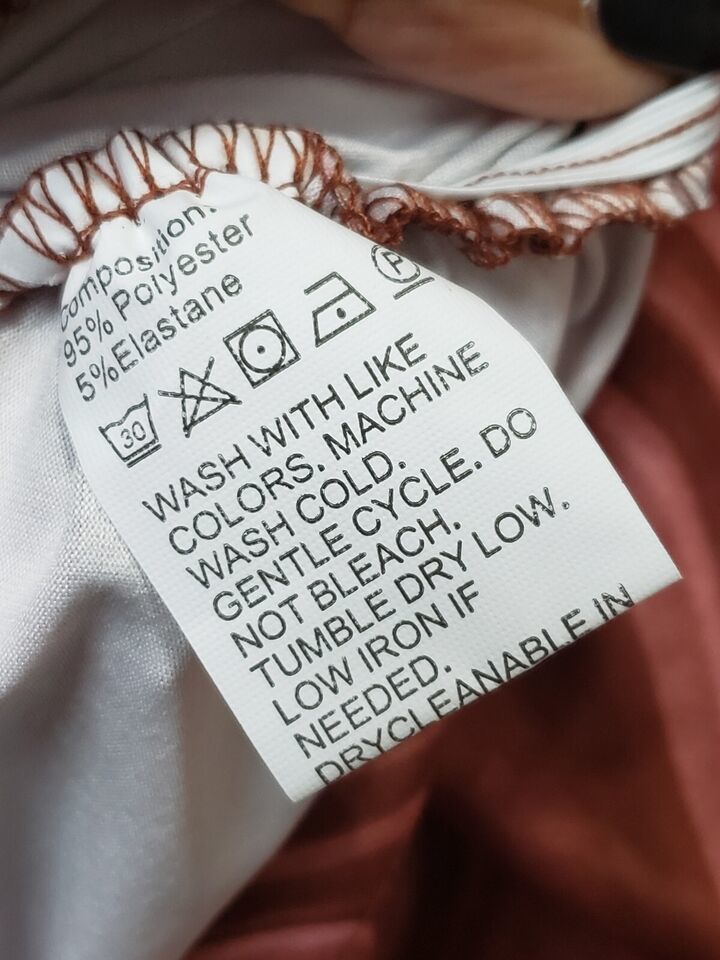 Composition:
95% Polyester
5%Elastane
30 P
WASH WITH LIKE
COLORS. MACHINE
WASH COLD.
GENTLE CYCLE. DO
NOT BLEACH.
TUMBLE DRY LOW.
LOW IRON IF
NEEDED.
DRYCLEANABLE IN